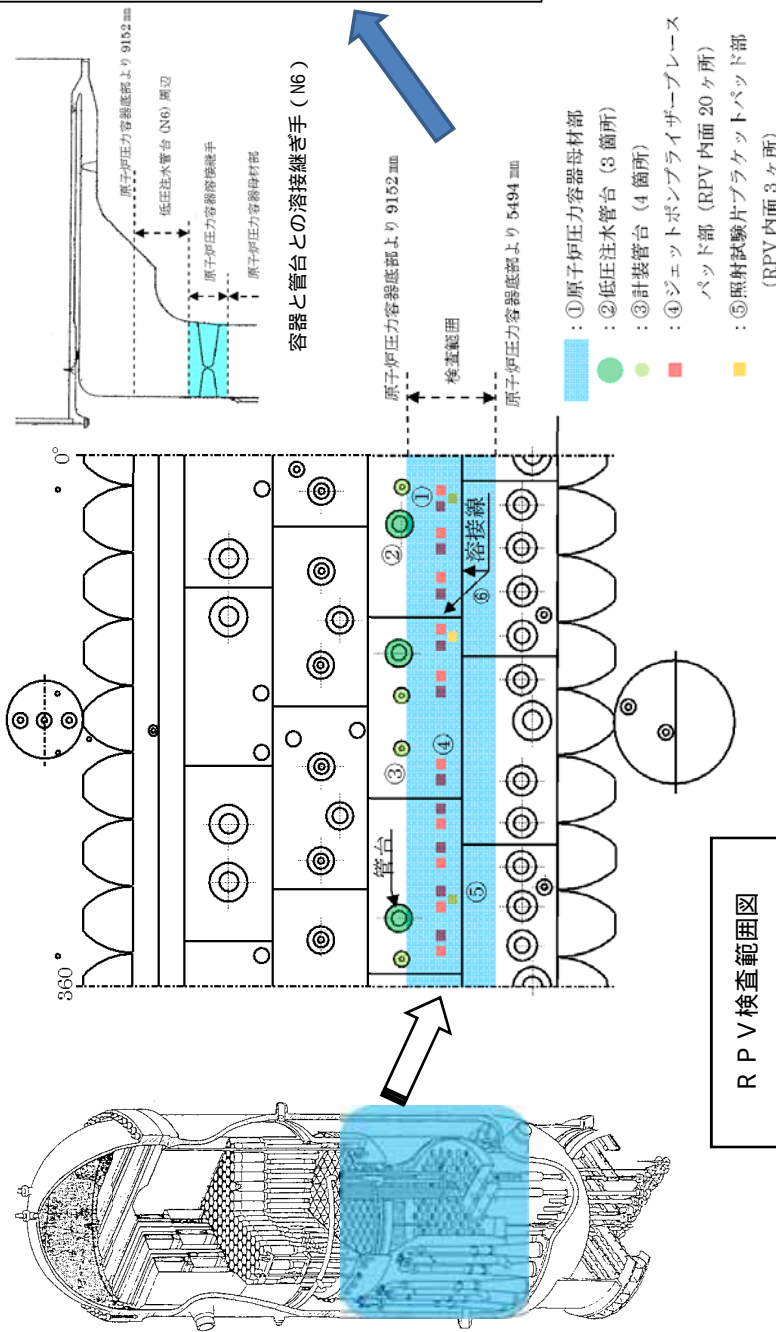 原子炉圧力容器底部より 9152 mm
低圧注水管台 (N6) 周辺
原子炉圧力容器溶接継手
原子炉圧力容器母材部
容器と管台との溶接継ぎ手 ( N6 )
360
0°
原子炉圧力容器底部より 9152 mm
検査範囲
原子炉圧力容器底部より 5494 mm
管台
溶接線
①
②
③
④
⑤
⑥
：①原子炉圧力容器母材部
：②低圧注水管台（3 箇所）
：③計装管台（4 箇所）
：④ジェットポンプライザーブレース
パッド部（RPV 内面 20 ヶ所）
：⑤照射試験片ブラケットパッド部
（RPV 内面 3 ヶ所）
ＲＰＶ検査範囲図